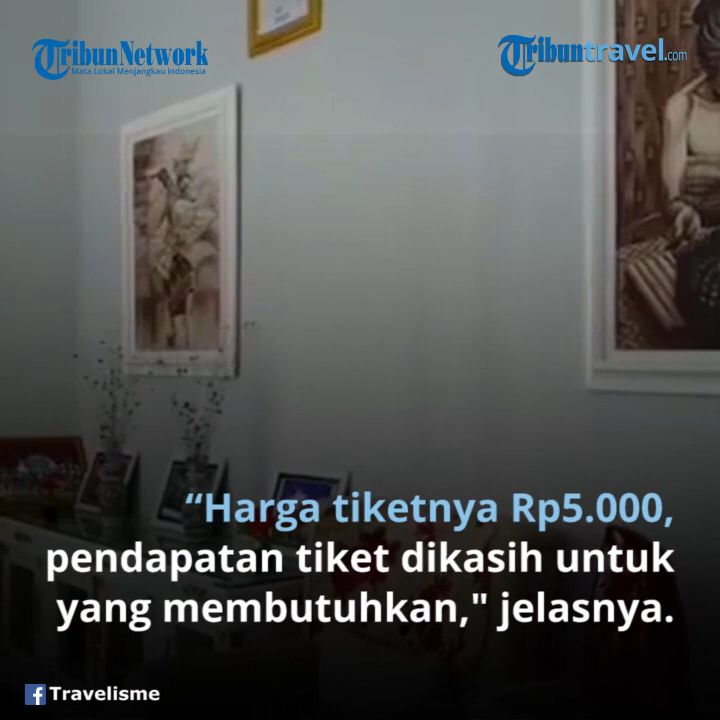 TribunNetwork
Mata Lokal Menjangkau Indonesia
Tribuntravel.com
“Harga tiketnya Rp5.000,
pendapatan tiket dikasih untuk
yang membutuhkan," jelasnya.
Travelisme